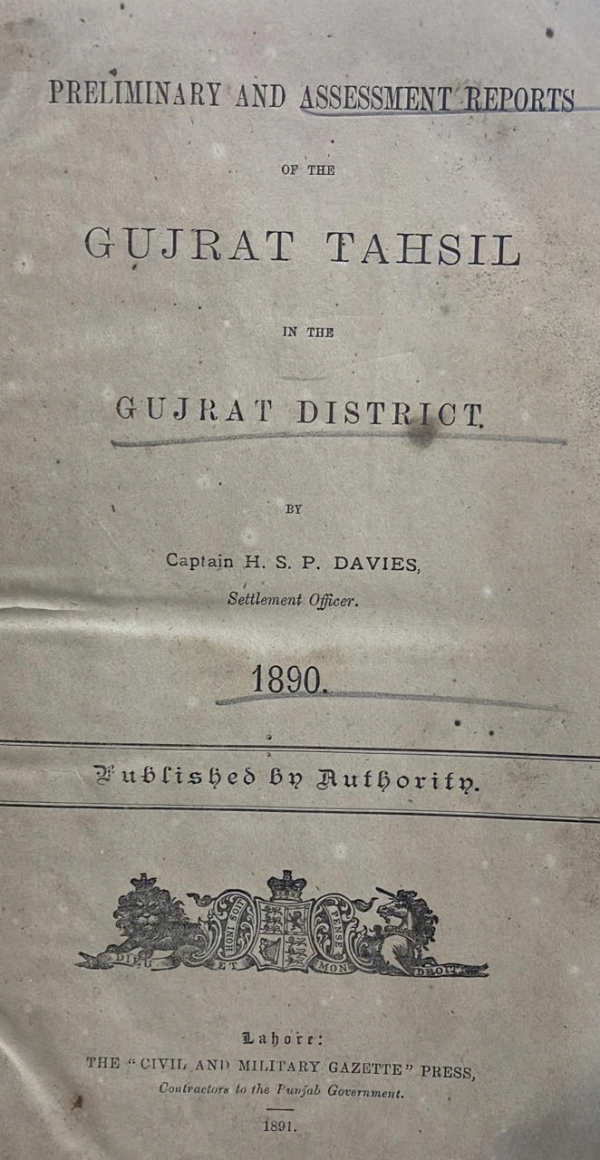 PRELIMINARY AND ASSESSMENT REPORTS
OF THE
GUJRAT TAHSIL
IN THE
GUJRAT DISTRICT.
BY
Captain H. S. P. DAVIES,
Settlement Officer.
1890.
Published by Authority.
HONI SOIT
PENSE
DIEU ET MON DROIT
Lahore:
THE "CIVIL AND MILITARY GAZETTE" PRESS,
Contractors to the Punjab Government.
1891.